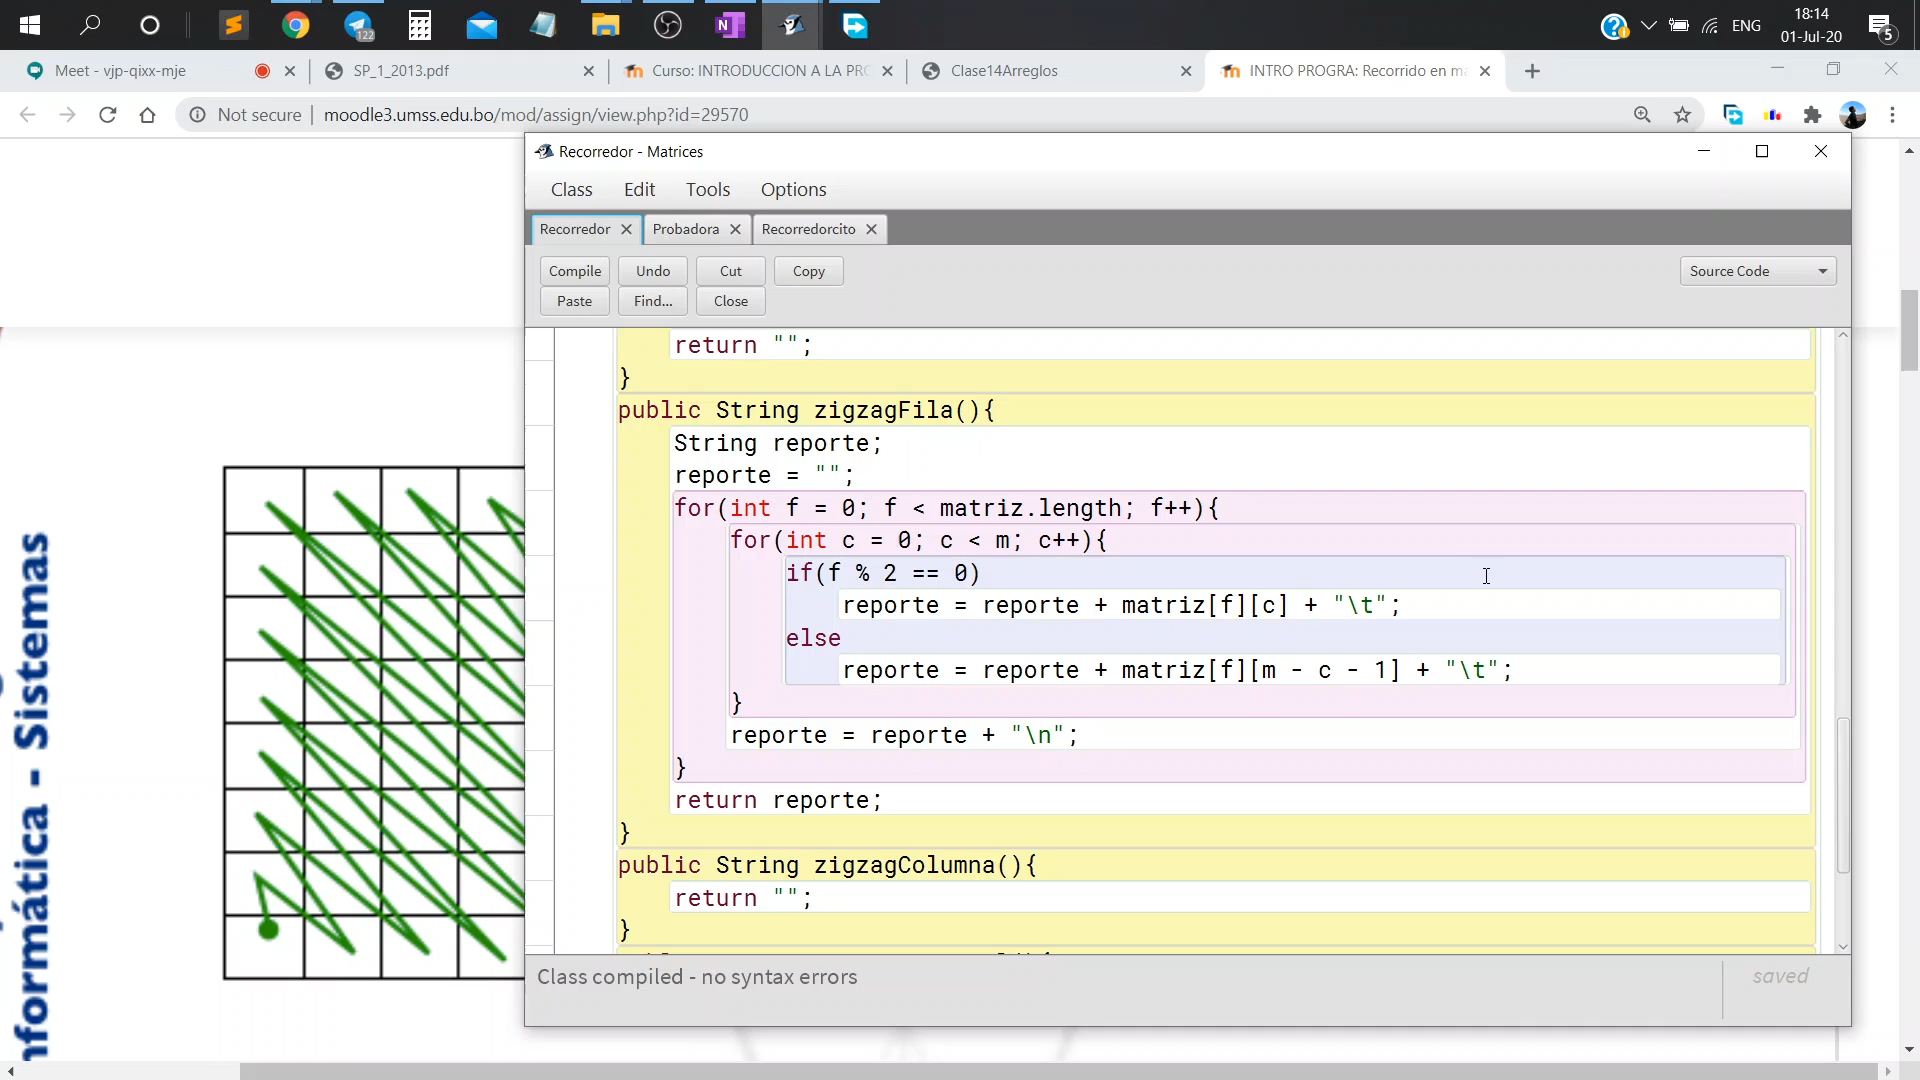 122
ENG
18:14
01-Jul-20
5
Meet - vjp-qixx-mje
SP_1_2013.pdf
Curso: INTRODUCCION A LA PRO
Clase14Arreglos
INTRO PROGRA: Recorrido en ma
Not secure | moodle3.umss.edu.bo/mod/assign/view.php?id=29570
Recorredor - Matrices
Class Edit Tools Options
Recorredor Probadora Recorredorcito
Compile Undo Cut Copy
Source Code
Paste Find... Close
return "";
}
public String zigzagFila(){
String reporte;
reporte = "";
for(int f = 0; f < matriz.length; f++){
for(int c = 0; c < m; c++){
if(f % 2 == 0)
reporte = reporte + matriz[f][c] + "\t";
else
reporte = reporte + matriz[f][m - c - 1] + "\t";
}
reporte = reporte + "\n";
}
return reporte;
}
public String zigzagColumna(){
return "";
}
Class compiled - no syntax errors
saved
nformática - Sistemas